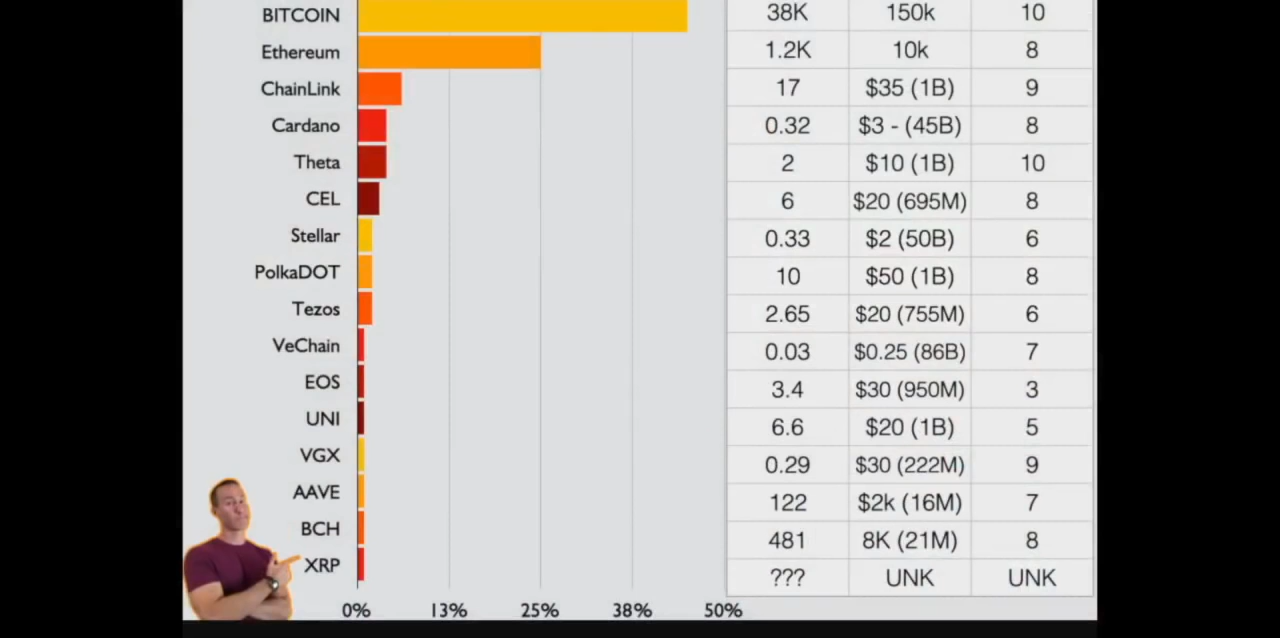 BITCOIN 38K 150k 10
Ethereum 1.2K 10k 8
ChainLink 17 $35 (1B) 9
Cardano 0.32 $3 - (45B) 8
Theta 2 $10 (1B) 10
CEL 6 $20 (695M) 8
Stellar 0.33 $2 (50B) 6
PolkaDOT 10 $50 (1B) 8
Tezos 2.65 $20 (755M) 6
VeChain 0.03 $0.25 (86B) 7
EOS 3.4 $30 (950M) 3
UNI 6.6 $20 (1B) 5
VGX 0.29 $30 (222M) 9
AAVE 122 $2k (16M) 7
BCH 481 8K (21M) 8
XRP ??? UNK UNK
0% 13% 25% 38% 50%